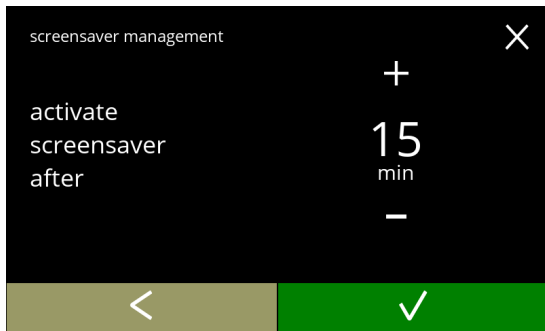 screensaver management
activate
screensaver
after
+
15
min
-